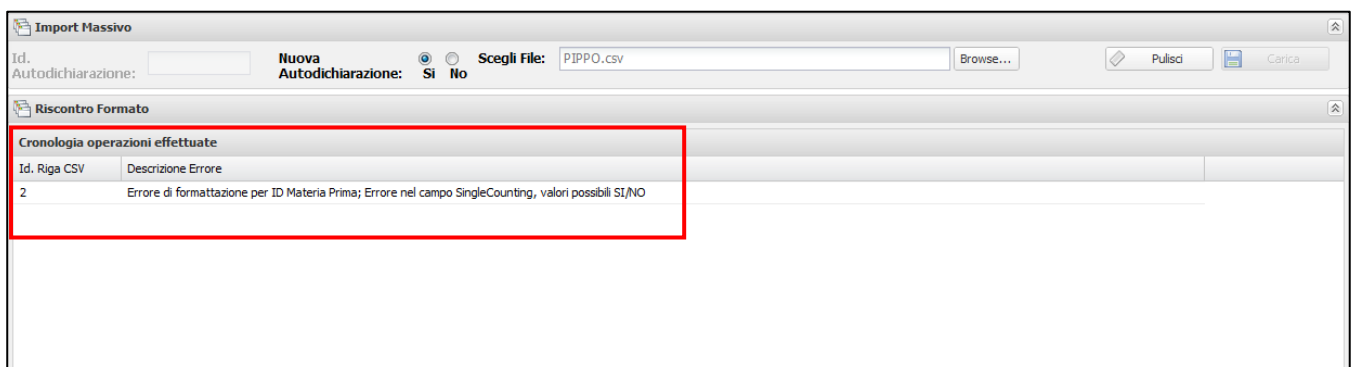 Import Massivo
Id. Autodichiarazione:
Nuova Autodichiarazione:
Si No
Scegli File: PIPPO.csv Browse... Pulisci Carica
Riscontro Formato
Cronologia operazioni effettuate
Id. Riga CSV Descrizione Errore
2 Errore di formattazione per ID Materia Prima; Errore nel campo SingleCounting, valori possibili SI/NO